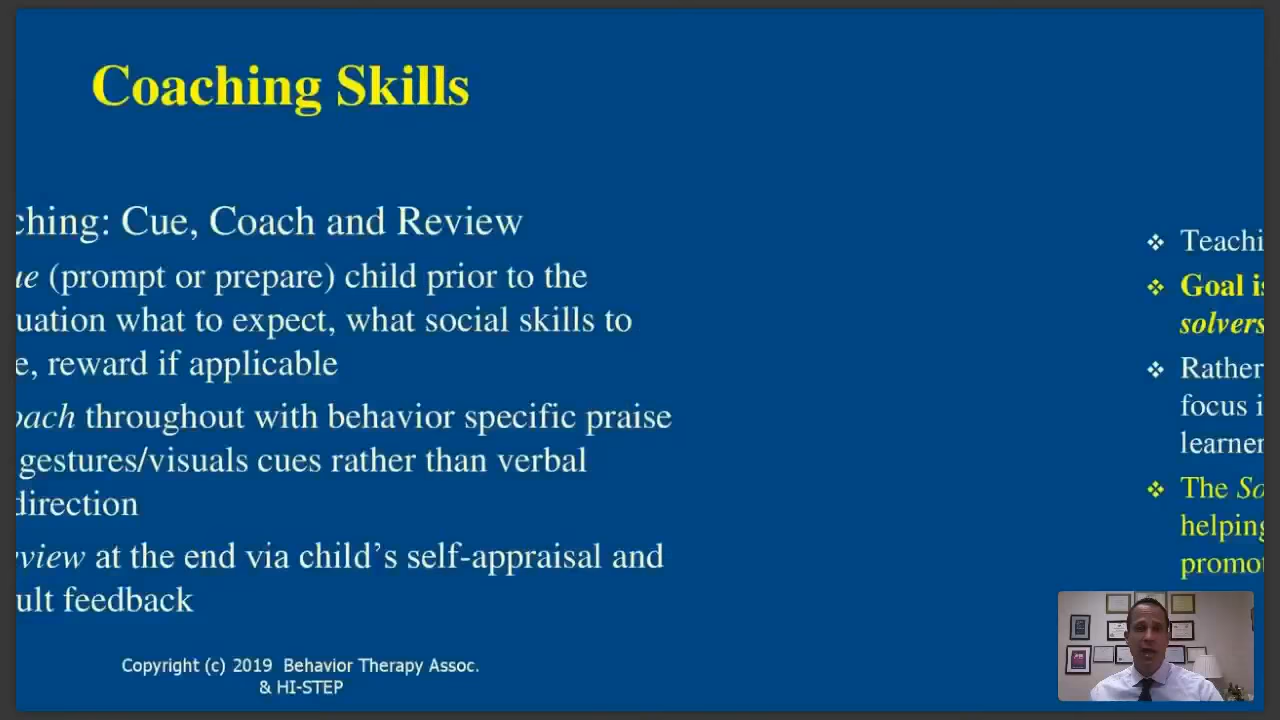 Coaching Skills
ching: Cue, Coach and Review
ue (prompt or prepare) child prior to the
uation what to expect, what social skills to
e, reward if applicable
oach throughout with behavior specific praise
gestures/visuals cues rather than verbal
direction
view at the end via child's self-appraisal and
ult feedback
Copyright (c) 2019 Behavior Therapy Assoc.
& HI-STEP
❖ Teachi
❖ Goal is
solvers
❖ Rather
focus i
learner
❖ The So
helping
promot